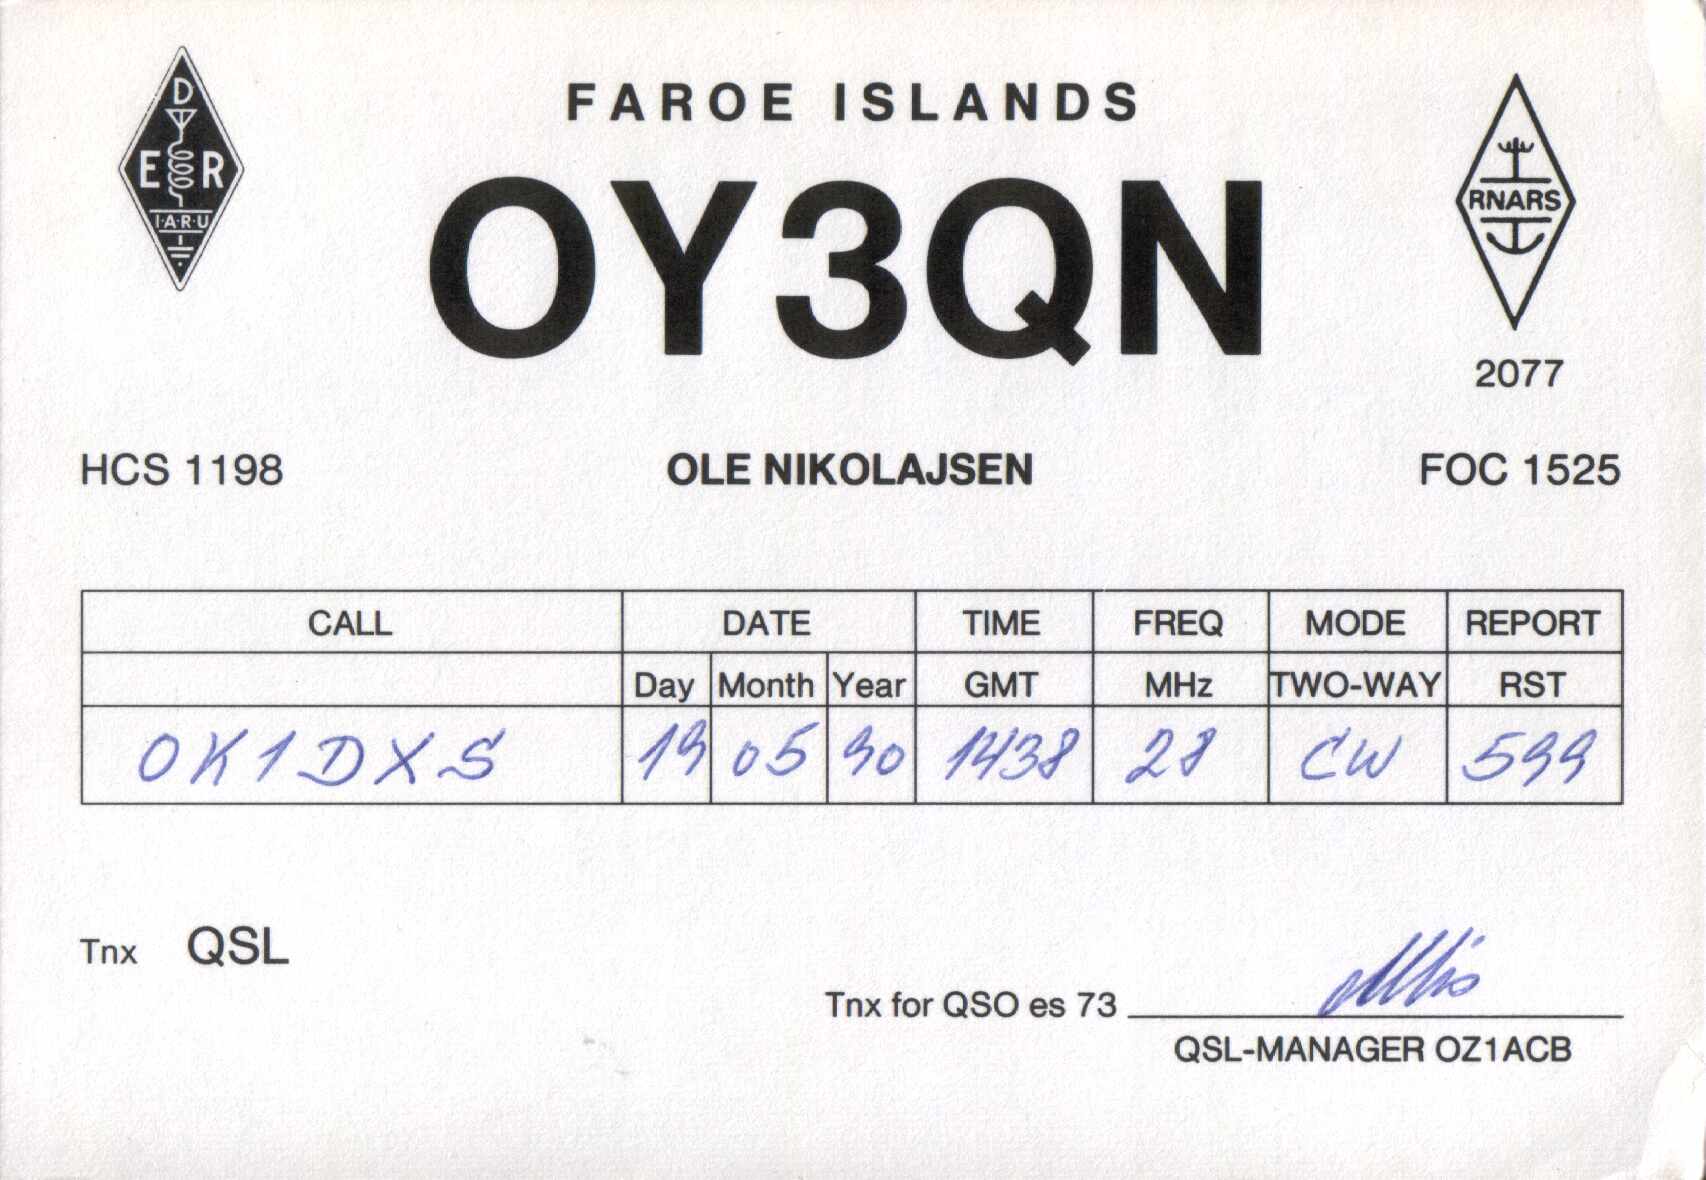 FAROE ISLANDS
D
E R
I·A·R·U
OY3QN
RNARS
2077
HCS 1198 OLE NIKOLAJSEN FOC 1525
CALL DATE TIME FREQ MODE REPORT
Day Month Year GMT MHz TWO-WAY RST
OK1DXS 19 05 90 1438 28 CW 599
Tnx QSL
Tnx for QSO es 73
QSL-MANAGER OZ1ACB